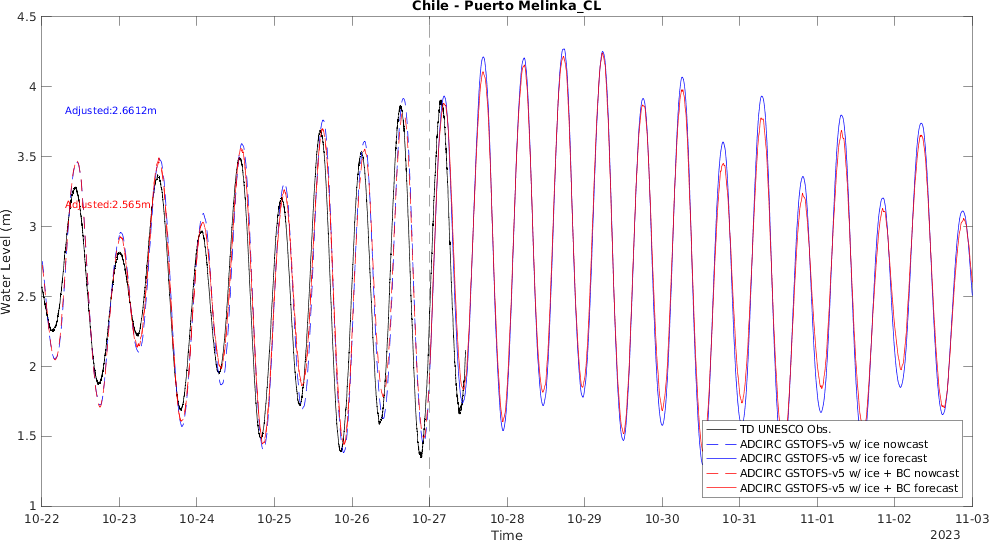 Chile - Puerto Melinka_CL
4.5
4
3.5
3
2.5
2
1.5
1
Water Level (m)
Adjusted:2.6612m
Adjusted:2.565m
TD UNESCO Obs.
ADCIRC GSTOFS-v5 w/ ice nowcast
ADCIRC GSTOFS-v5 w/ ice forecast
ADCIRC GSTOFS-v5 w/ ice + BC nowcast
ADCIRC GSTOFS-v5 w/ ice + BC forecast
10-22 10-23 10-24 10-25 10-26 10-27 10-28 10-29 10-30 10-31 11-01 11-02 11-03
Time
2023